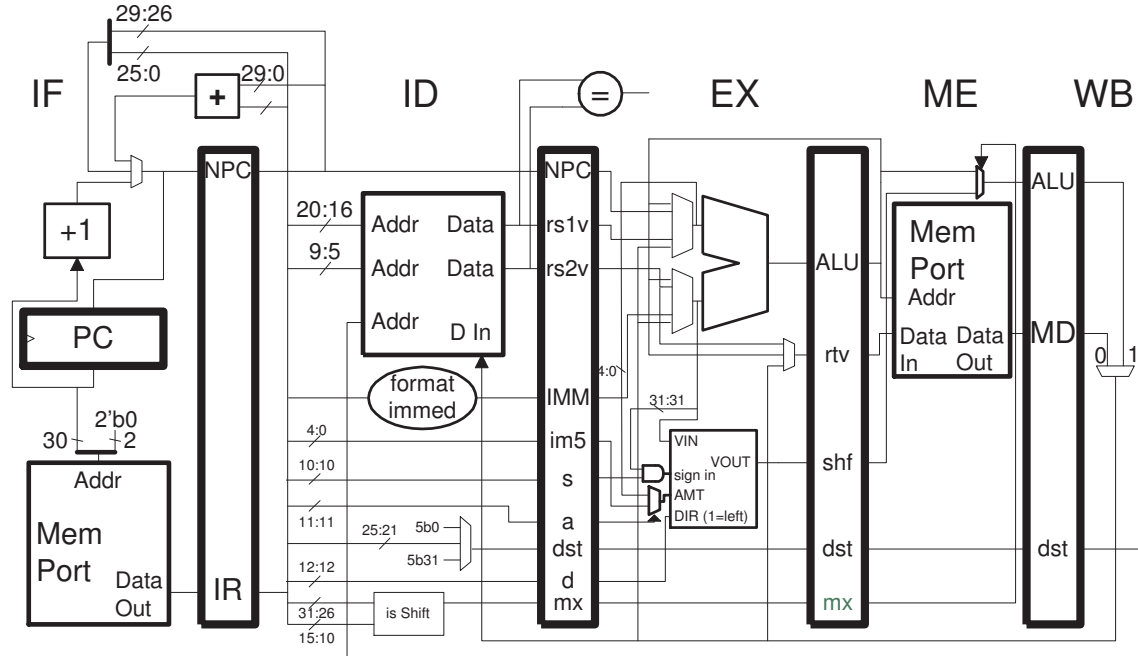 29:26
25:0
29:0
IF
ID
EX
ME
WB
+
=
NPC
NPC
ALU
+1
20:16
Addr
Data
rs1v
9:5
Addr
Data
rs2v
ALU
Mem
Port
Addr
PC
Addr
D In
rtv
Data
In
Data
Out
MD
0
1
format
immed
IMM
4:0
31:31
30
2'b0
2
4:0
im5
VIN
VOUT
shf
Addr
10:10
s
sign in
AMT
11:11
a
DIR (1=left)
Mem
Port
25:21
5b0
5b31
dst
dst
dst
Data
Out
IR
12:12
d
31:26
15:10
is Shift
mx
mx